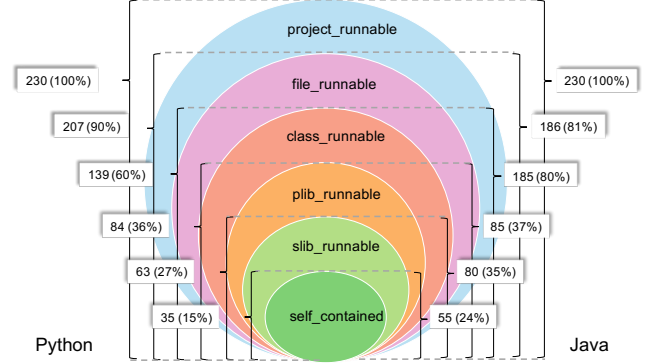 project_runnable
230 (100%)
230 (100%)
file_runnable
207 (90%)
186 (81%)
class_runnable
139 (60%)
185 (80%)
plib_runnable
84 (36%)
85 (37%)
slib_runnable
63 (27%)
80 (35%)
self_contained
35 (15%)
55 (24%)
Python
Java